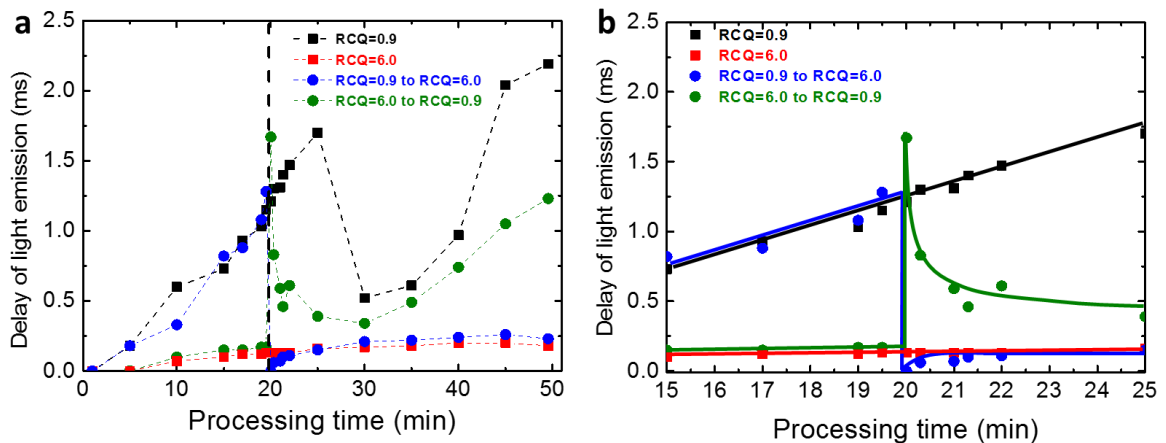 a
2.5
2.0
1.5
1.0
0.5
0.0
Delay of light emission (ms)
RCQ=0.9
RCQ=6.0
RCQ=0.9 to RCQ=6.0
RCQ=6.0 to RCQ=0.9
0 10 20 30 40 50
Processing time (min)
b
2.5
2.0
1.5
1.0
0.5
0.0
Delay of light emission (ms)
RCQ=0.9
RCQ=6.0
RCQ=0.9 to RCQ=6.0
RCQ=6.0 to RCQ=0.9
15 16 17 18 19 20 21 22 23 24 25
Processing time (min)